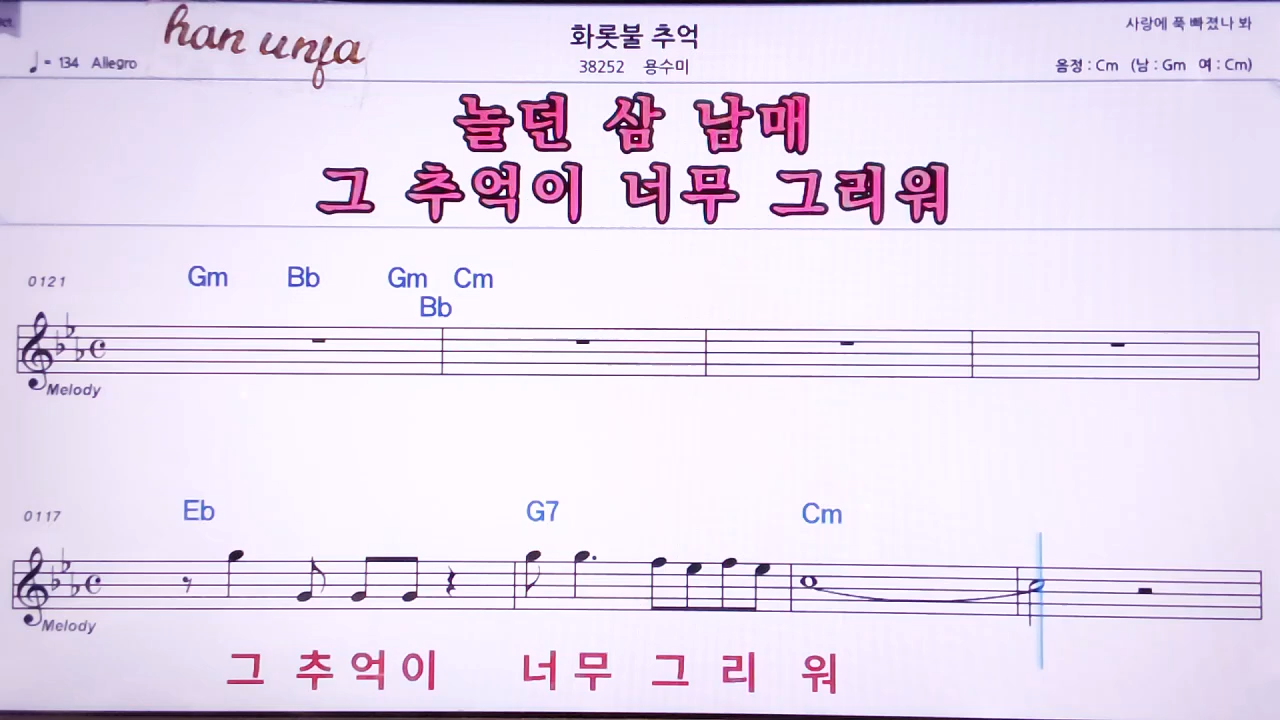 han unfa
화롯불 추억
사랑에 푹 빠졌나 봐
♩= 134 Allegro
38252 용수미
음정 : Cm (남 : Gm 여 : Cm)
놀던 삼 남매
그 추억이 너무 그리워
0121 Gm Bb Gm Cm
Bb
Melody
0117 Eb G7 Cm
Melody
그 추억이 너무 그 리 워